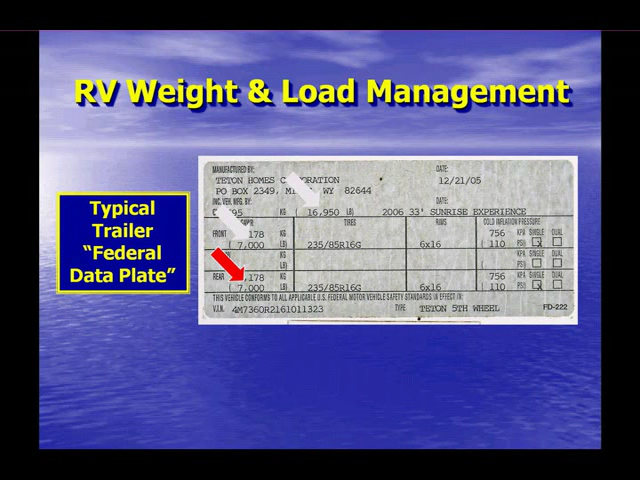 RV Weight & Load Management
Typical
Trailer
“Federal
Data Plate”
MANUFACTURED BY: DATE:
TETON HOMES CORPORATION 12/21/05
PO BOX 2349, WY 82644
INC. VEH. MFG. BY: DATE:
KG ( 16,950 LB) 2006 33' SUNRISE EXPERIENCE
TIRES RIMS COLD INFLATION PRESSURE
FRONT 178 KG 756 KPA SINGLE DUAL
( 7,000 LB) 235/85R16G 6x16 ( 110 PSI) X
KG KPA SINGLE DUAL
( LB) ( PSI)
REAR ,178 KG 756 KPA SINGLE DUAL
( 7,000 LB) 235/85R16G 6x16 ( 110 PSI) X
THIS VEHICLE CONFORMS TO ALL APPLICABLE U.S. FEDERAL MOTOR VEHICLE SAFETY STANDARDS IN EFFECT IN:
V.I.N. 4M7360R2161011323 TYPE TETON 5TH WHEEL FD-222